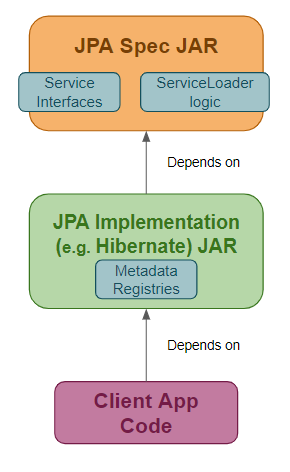 JPA Spec JAR
Service
Interfaces
ServiceLoader
logic
Depends on
JPA Implementation
(e.g. Hibernate) JAR
Metadata
Registries
Depends on
Client App
Code